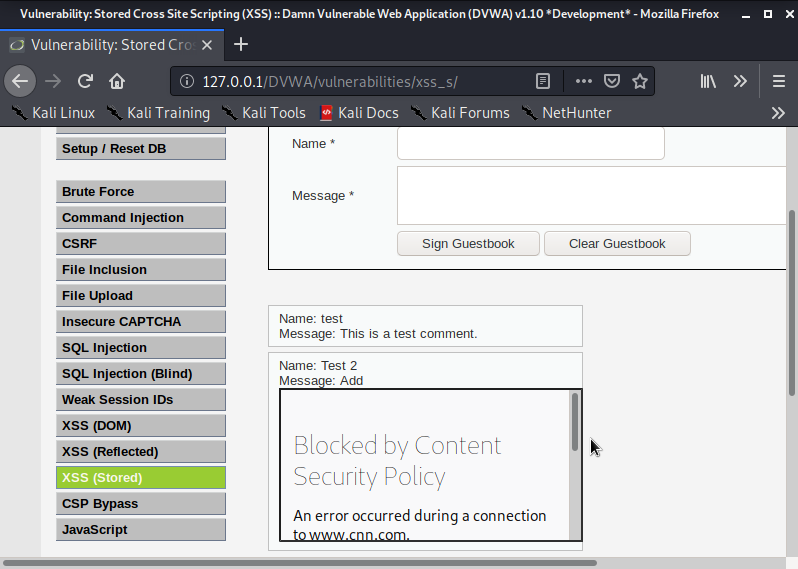 Vulnerability: Stored Cross Site Scripting (XSS) :: Damn Vulnerable Web Application (DVWA) v1.10 *Development* - Mozilla Firefox
Vulnerability: Stored Cro
127.0.0.1/DVWA/vulnerabilities/xss_s/
Kali Linux Kali Training Kali Tools Kali Docs Kali Forums NetHunter
Setup / Reset DB
Brute Force
Command Injection
CSRF
File Inclusion
File Upload
Insecure CAPTCHA
SQL Injection
SQL Injection (Blind)
Weak Session IDs
XSS (DOM)
XSS (Reflected)
XSS (Stored)
CSP Bypass
JavaScript
Name *
Message *
Sign Guestbook Clear Guestbook
Name: test
Message: This is a test comment.
Name: Test 2
Message: Add
Blocked by Content
Security Policy
An error occurred during a connection
to www.cnn.com.